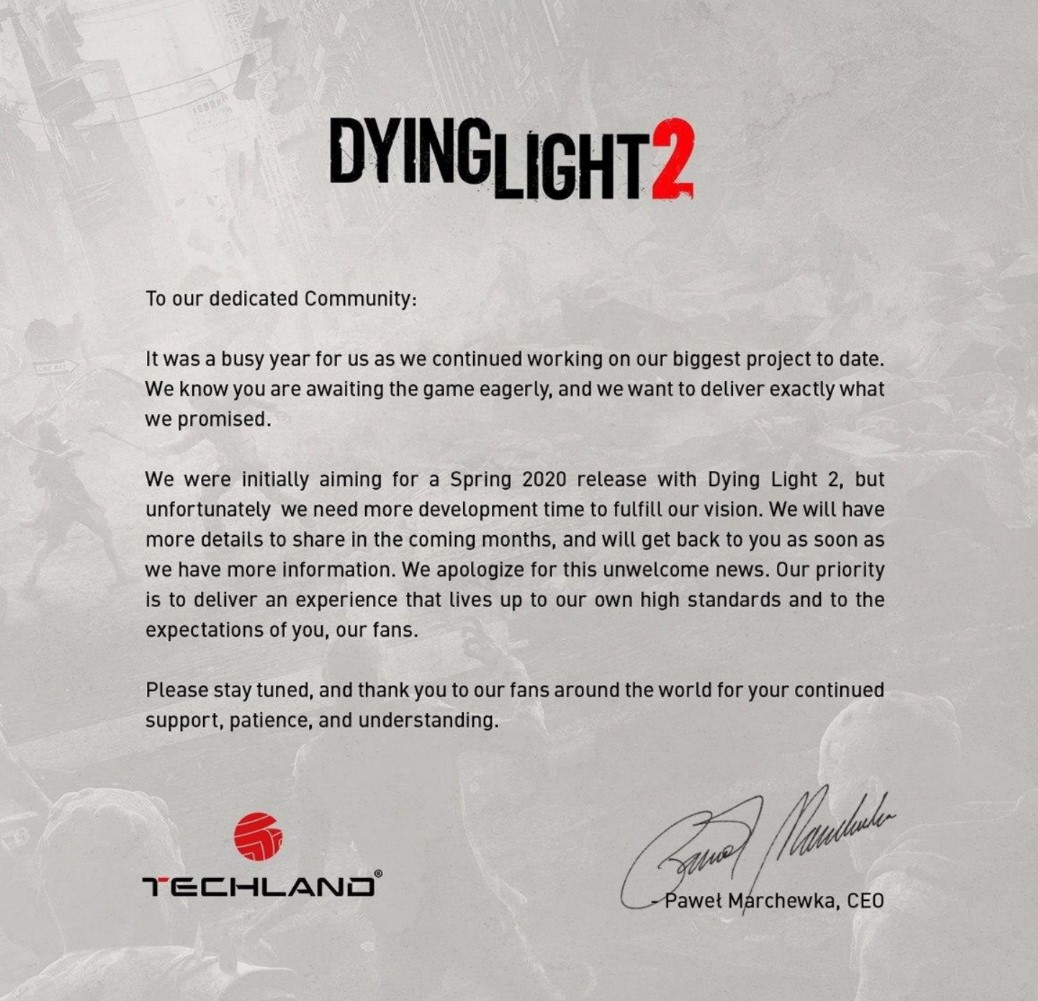 DYING LIGHT 2
To our dedicated Community:
It was a busy year for us as we continued working on our biggest project to date.
We know you are awaiting the game eagerly, and we want to deliver exactly what
we promised.
We were initially aiming for a Spring 2020 release with Dying Light 2, but
unfortunately we need more development time to fulfill our vision. We will have
more details to share in the coming months, and will get back to you as soon as
we have more information. We apologize for this unwelcome news. Our priority
is to deliver an experience that lives up to our own high standards and to the
expectations of you, our fans.
Please stay tuned, and thank you to our fans around the world for your continued
support, patience, and understanding.
TECHLAND®
- Paweł Marchewka, CEO